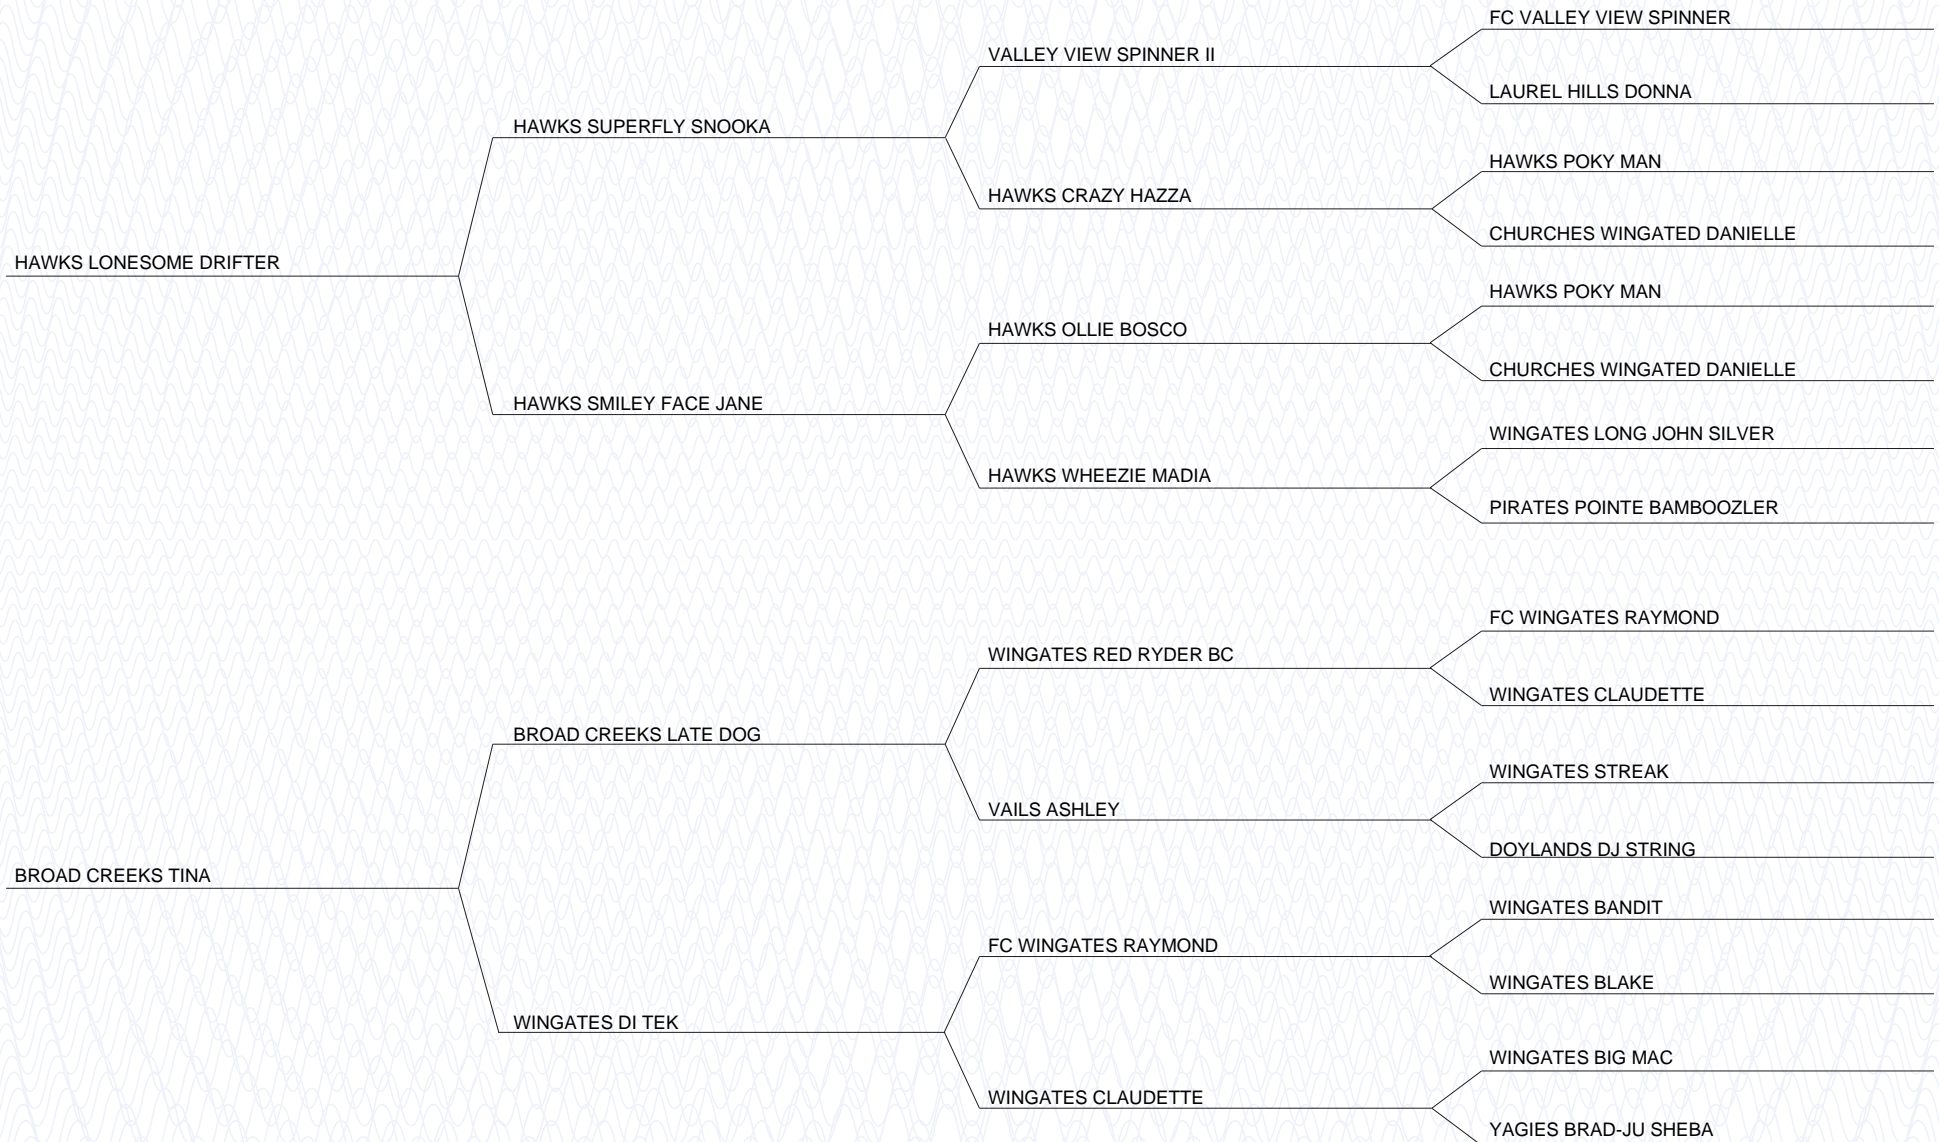 FC VALLEY VIEW SPINNER
VALLEY VIEW SPINNER II
LAUREL HILLS DONNA
HAWKS SUPERFLY SNOOKA
HAWKS POKY MAN
HAWKS CRAZY HAZZA
CHURCHES WINGATED DANIELLE
HAWKS LONESOME DRIFTER
HAWKS POKY MAN
HAWKS OLLIE BOSCO
CHURCHES WINGATED DANIELLE
HAWKS SMILEY FACE JANE
WINGATES LONG JOHN SILVER
HAWKS WHEEZIE MADIA
PIRATES POINTE BAMBOOZLER
FC WINGATES RAYMOND
WINGATES RED RYDER BC
WINGATES CLAUDETTE
BROAD CREEKS LATE DOG
WINGATES STREAK
VAILS ASHLEY
DOYLANDS DJ STRING
BROAD CREEKS TINA
WINGATES BANDIT
FC WINGATES RAYMOND
WINGATES BLAKE
WINGATES DI TEK
WINGATES BIG MAC
WINGATES CLAUDETTE
YAGIES BRAD-JU SHEBA